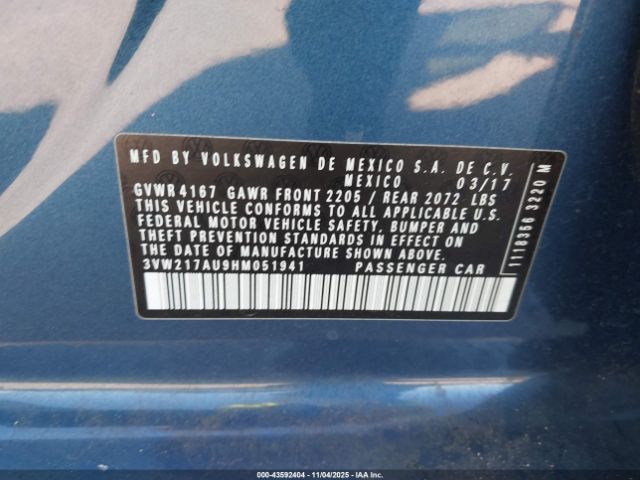 MFD BY VOLKSWAGEN DE MEXICO S.A. DE C.V.
MEXICO 03/17
GVWR 4167 GAWR FRONT 2205 / REAR 2072 LBS
THIS VEHICLE CONFORMS TO ALL APPLICABLE U.S.
FEDERAL MOTOR VEHICLE SAFETY, BUMPER AND
THEFT PREVENTION STANDARDS IN EFFECT ON
THE DATE OF MANUFACTURE SHOWN ABOVE.
3VW217AU9HM051941 PASSENGER CAR
1118356 3220 M
000-43592404 - 11/04/2025 - IAAI.com